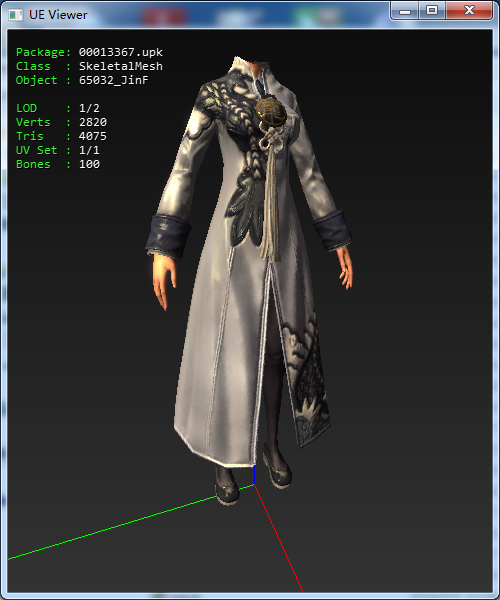 UE Viewer
Package: 00013367.upk
Class : SkeletalMesh
Object : 65032_JinF
LOD : 1/2
Verts : 2820
Tris : 4075
UV Set : 1/1
Bones : 100